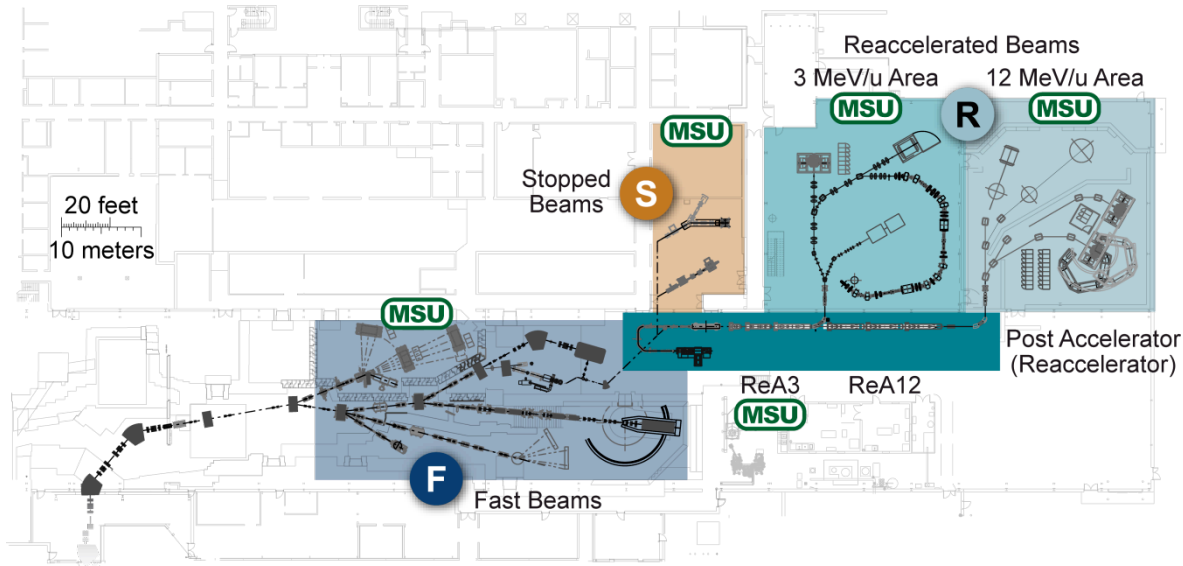 Reaccelerated Beams
3 MeV/u Area
12 MeV/u Area
MSU
MSU
R
MSU
Stopped
Beams
S
20 feet
10 meters
MSU
Post Accelerator
(Reaccelerator)
ReA3
ReA12
MSU
F
Fast Beams